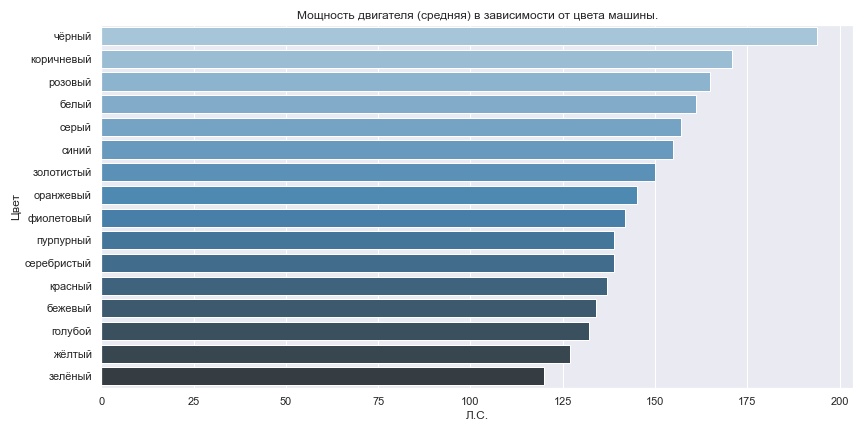 Мощность двигателя (средняя) в зависимости от цвета машины.
чёрный
коричневый
розовый
белый
серый
синий
золотистый
оранжевый
фиолетовый
пурпурный
серебристый
красный
бежевый
голубой
жёлтый
зелёный
Цвет
0 25 50 75 100 125 150 175 200
Л.С.